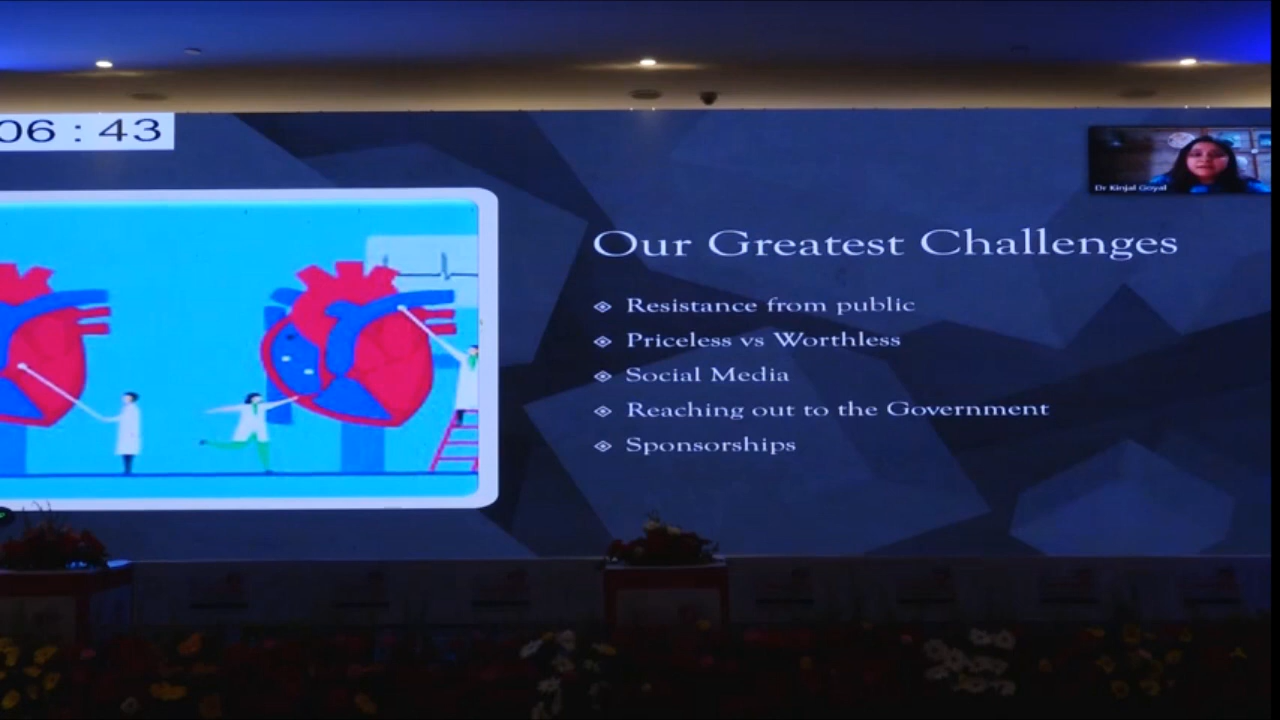 06 : 43
Dr Kinjal Goyal
Our Greatest Challenges
Resistance from public
Priceless vs Worthless
Social Media
Reaching out to the Government
Sponsorships